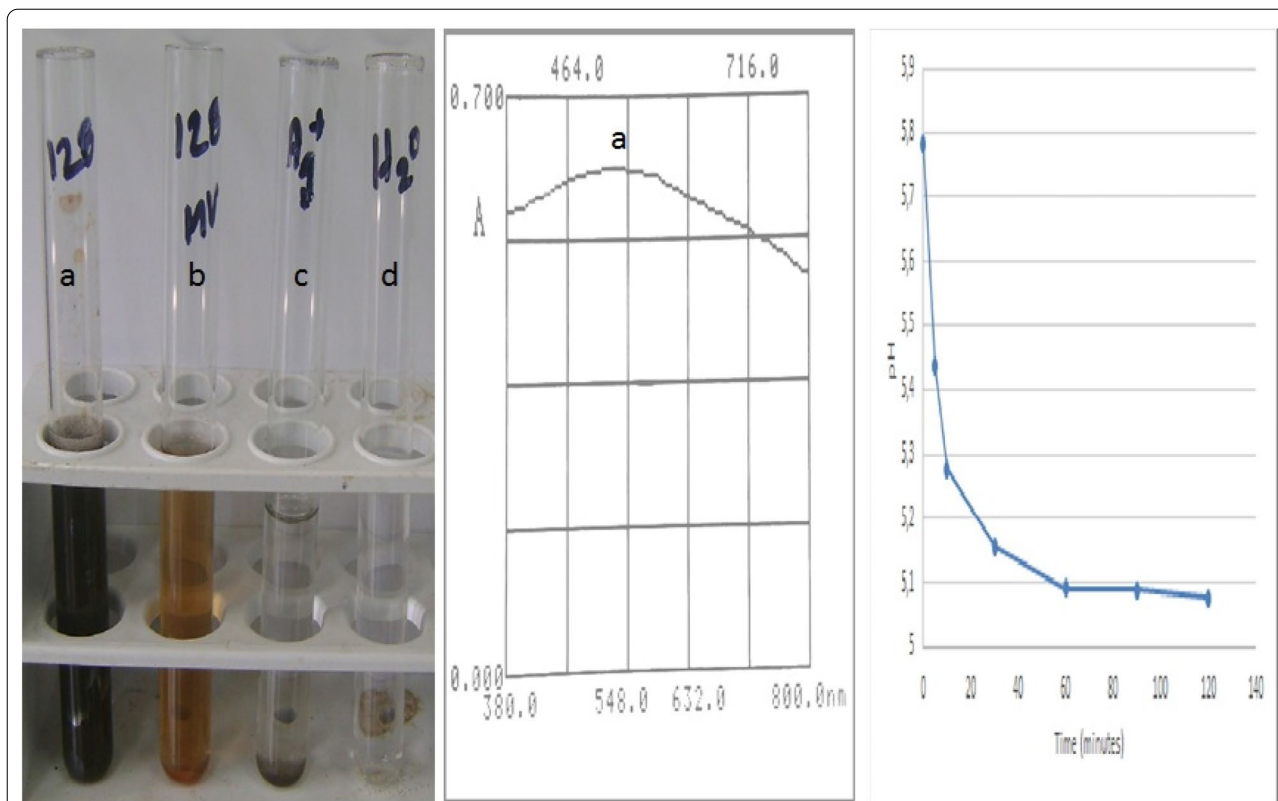 128
128
MV
Ag+
H2O
a
b
c
d
464.0 716.0
0.700
a
A
0.000
380.0 548.0 632.0 800.0nm
5,9
5,8
5,7
5,6
5,5
pH
5,4
5,3
5,2
5,1
5
0 20 40 60 80 100 120 140
Time (minutes)